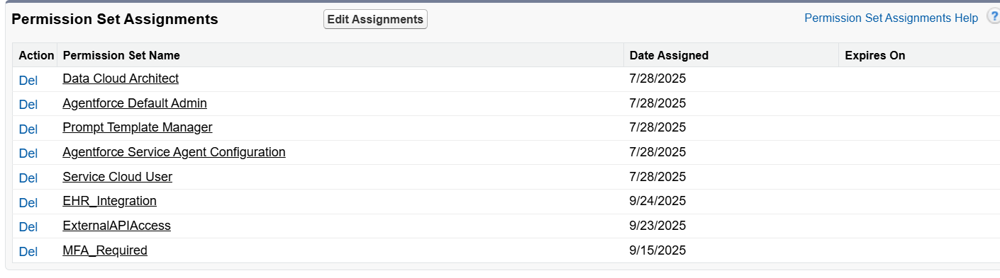 Permission Set Assignments Edit Assignments Permission Set Assignments Help ?
Action Permission Set Name Date Assigned Expires On
Del Data Cloud Architect 7/28/2025
Del Agentforce Default Admin 7/28/2025
Del Prompt Template Manager 7/28/2025
Del Agentforce Service Agent Configuration 7/28/2025
Del Service Cloud User 7/28/2025
Del EHR_Integration 9/24/2025
Del ExternalAPIAccess 9/23/2025
Del MFA_Required 9/15/2025